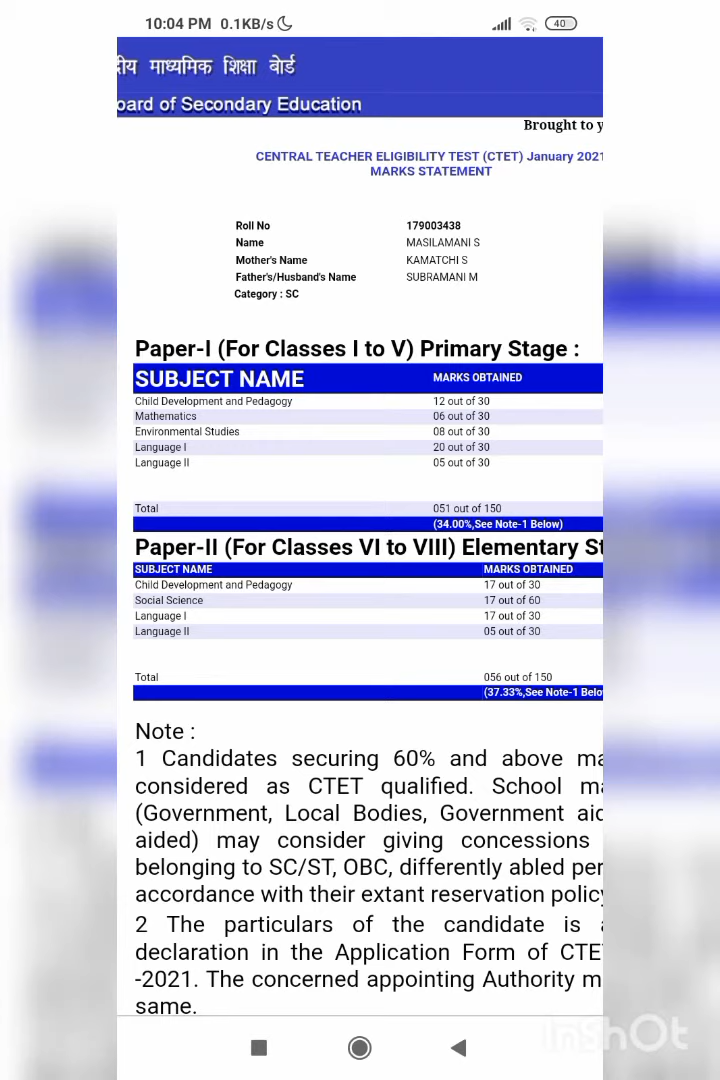 10:04 PM 0.1KB/s
40
दीय माध्यमिक शिक्षा बोर्ड
oard of Secondary Education
Brought to y
CENTRAL TEACHER ELIGIBILITY TEST (CTET) January 2021
MARKS STATEMENT
Roll No 179003438
Name MASILAMANI S
Mother's Name KAMATCHI S
Father's/Husband's Name SUBRAMANI M
Category : SC
Paper-I (For Classes I to V) Primary Stage :
SUBJECT NAME MARKS OBTAINED
Child Development and Pedagogy 12 out of 30
Mathematics 06 out of 30
Environmental Studies 08 out of 30
Language I 20 out of 30
Language II 05 out of 30
Total 051 out of 150
(34.00%,See Note-1 Below)
Paper-II (For Classes VI to VIII) Elementary St
SUBJECT NAME MARKS OBTAINED
Child Development and Pedagogy 17 out of 30
Social Science 17 out of 60
Language I 17 out of 30
Language II 05 out of 30
Total 056 out of 150
(37.33%,See Note-1 Belo
Note :
1 Candidates securing 60% and above ma
considered as CTET qualified. School ma
(Government, Local Bodies, Government aid
aided) may consider giving concessions
belonging to SC/ST, OBC, differently abled per
accordance with their extant reservation policy
2 The particulars of the candidate is a
declaration in the Application Form of CTET
-2021. The concerned appointing Authority m
same.
InShOt